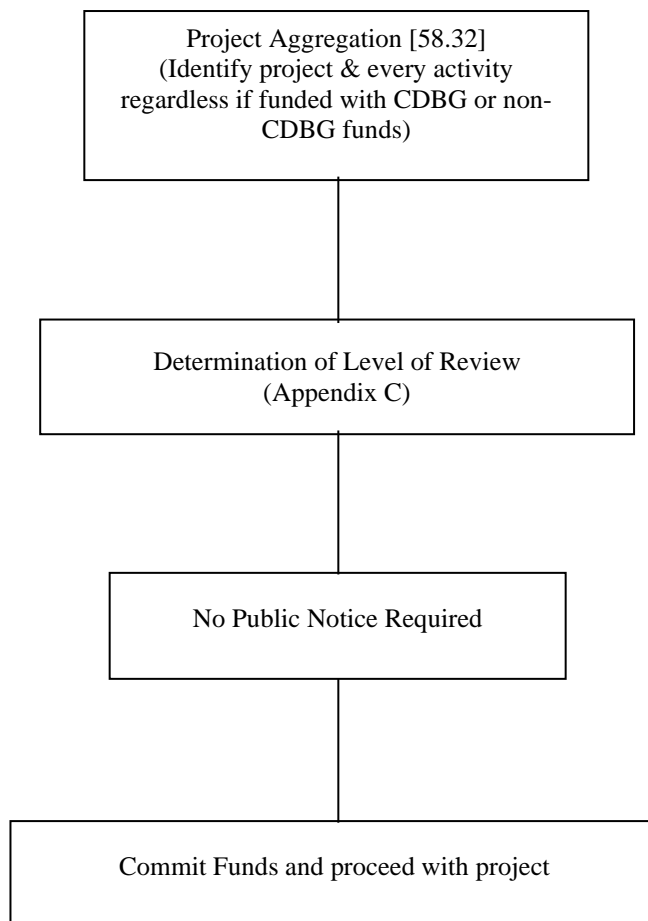 Project Aggregation [58.32]
(Identify project & every activity
regardless if funded with CDBG or non-
CDBG funds)
Determination of Level of Review
(Appendix C)
No Public Notice Required
Commit Funds and proceed with project